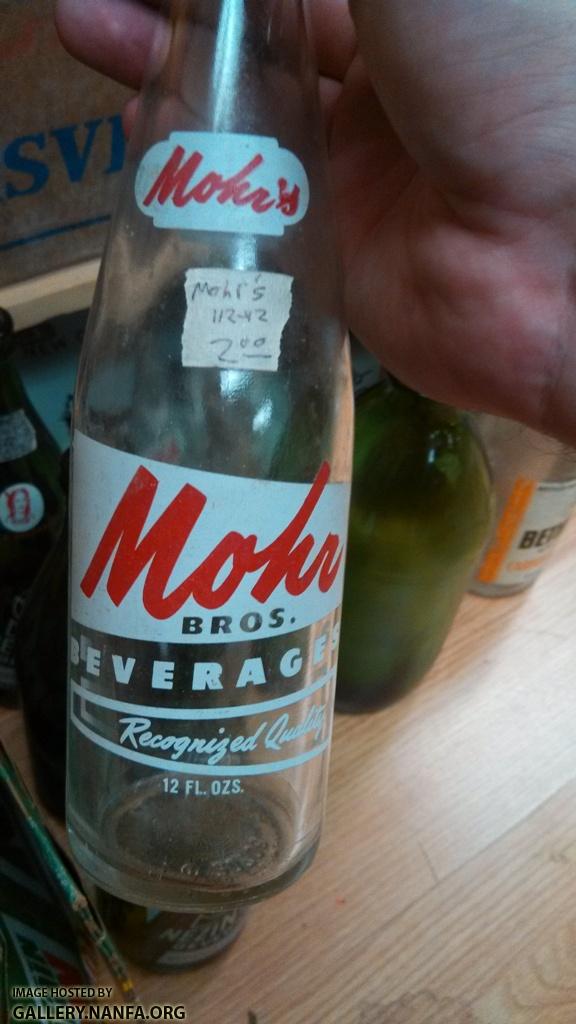 SVI
Mohr's
Mohr's
112-42
2.00
Mohr
BROS.
BEVERAGES
Recognized Quality
12 FL. OZS.
IMAGE HOSTED BY
GALLERY.NANFA.ORG